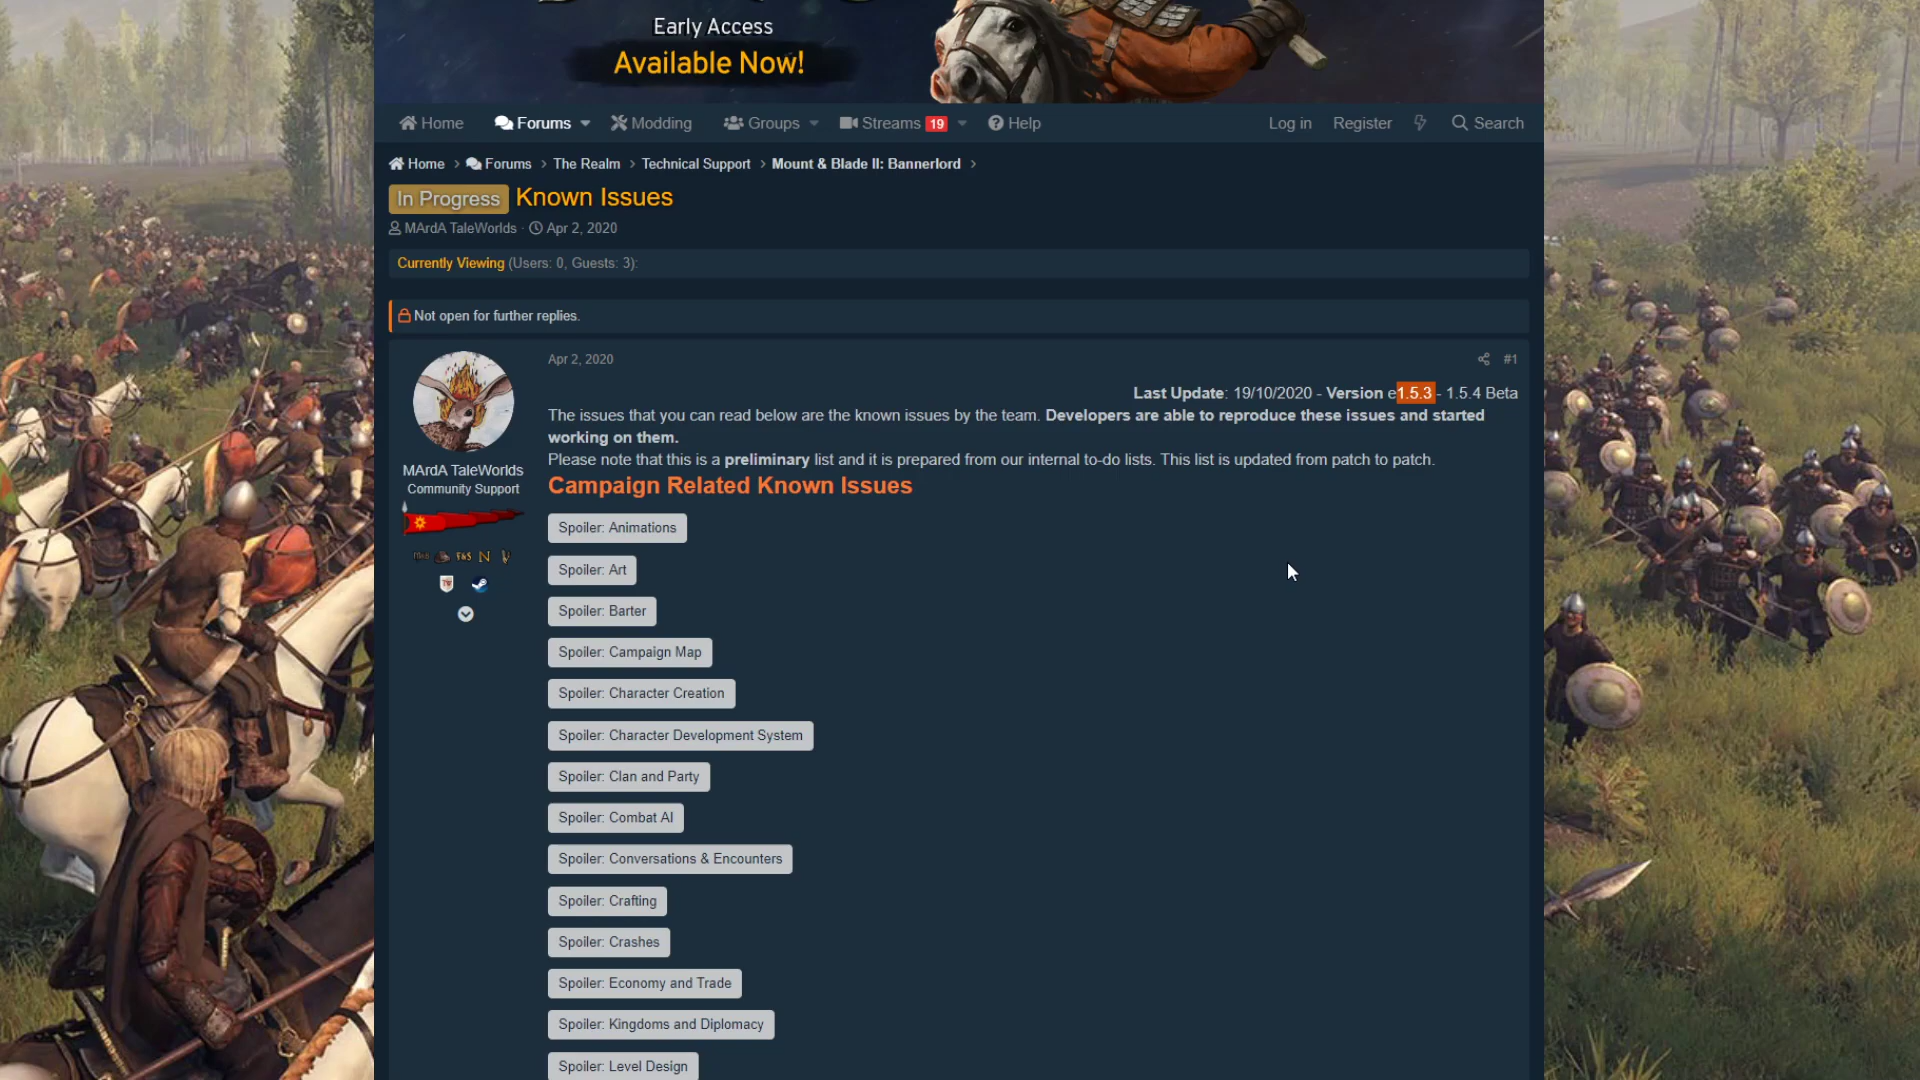 Early Access
Available Now!
Home
Forums
Modding
Groups
Streams 19
Help
Log in
Register
Search
Home > Forums > The Realm > Technical Support > Mount & Blade II: Bannerlord >
In Progress Known Issues
MArdA TaleWorlds · Apr 2, 2020
Currently Viewing (Users: 0, Guests: 3):
Not open for further replies.
Apr 2, 2020
#1
MArdA TaleWorlds
Community Support
Last Update: 19/10/2020 - Version e1.5.3 - 1.5.4 Beta
The issues that you can read below are the known issues by the team. Developers are able to reproduce these issues and started
working on them.
Please note that this is a preliminary list and it is prepared from our internal to-do lists. This list is updated from patch to patch.
Campaign Related Known Issues
Spoiler: Animations
Spoiler: Art
Spoiler: Barter
Spoiler: Campaign Map
Spoiler: Character Creation
Spoiler: Character Development System
Spoiler: Clan and Party
Spoiler: Combat AI
Spoiler: Conversations & Encounters
Spoiler: Crafting
Spoiler: Crashes
Spoiler: Economy and Trade
Spoiler: Kingdoms and Diplomacy
Spoiler: Level Design